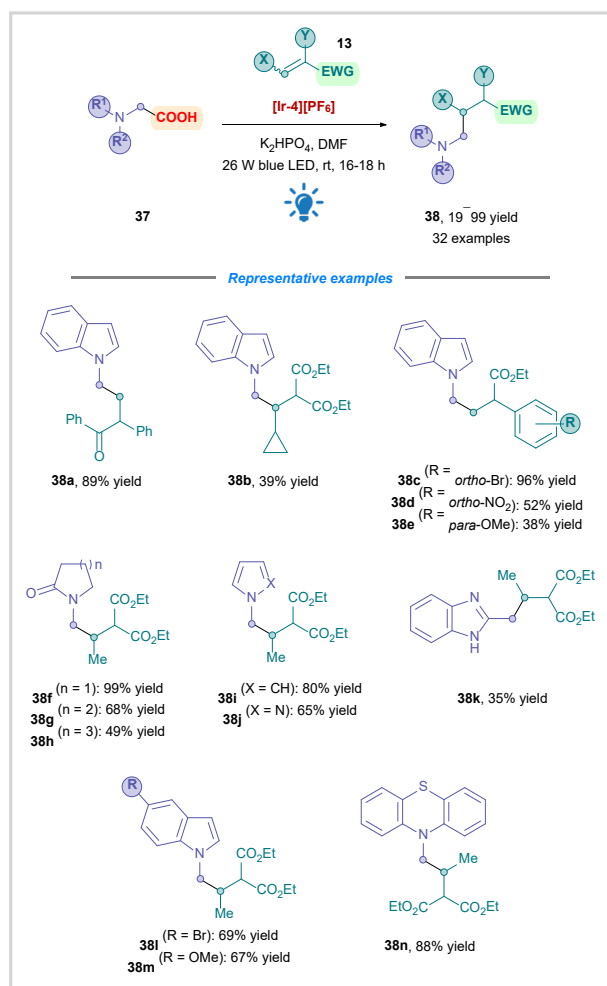 Y
X
13
EWG
R1
N
COOH
R2
[Ir-4][PF6]
K2HPO4, DMF
26 W blue LED, rt, 16-18 h
Y
X
EWG
R1
N
R2
37
38, 19‾99 yield
32 examples
Representative examples
N
Ph
Ph
O
38a, 89% yield
N
CO2Et
CO2Et
38b, 39% yield
N
CO2Et
R
38c (R = ortho-Br): 96% yield
38d (R = ortho-NO2): 52% yield
38e (R = para-OMe): 38% yield
( )n
O
N
CO2Et
CO2Et
Me
38f (n = 1): 99% yield
38g (n = 2): 68% yield
38h (n = 3): 49% yield
X
N
CO2Et
CO2Et
Me
38i (X = CH): 80% yield
38j (X = N): 65% yield
N
N
H
Me
CO2Et
CO2Et
38k, 35% yield
R
N
CO2Et
CO2Et
Me
38l (R = Br): 69% yield
38m (R = OMe): 67% yield
S
N
Me
EtO2C
CO2Et
38n, 88% yield